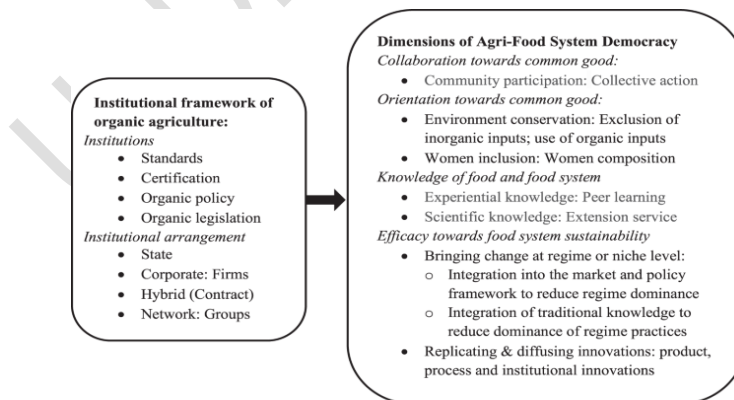 Institutional framework of
organic agriculture:
Institutions
• Standards
• Certification
• Organic policy
• Organic legislation
Institutional arrangement
• State
• Corporate: Firms
• Hybrid (Contract)
• Network: Groups
Dimensions of Agri-Food System Democracy
Collaboration towards common good:
• Community participation: Collective action
Orientation towards common good:
• Environment conservation: Exclusion of
inorganic inputs; use of organic inputs
• Women inclusion: Women composition
Knowledge of food and food system
• Experiential knowledge: Peer learning
• Scientific knowledge: Extension service
Efficacy towards food system sustainability
• Bringing change at regime or niche level:
o Integration into the market and policy
framework to reduce regime dominance
o Integration of traditional knowledge to
reduce dominance of regime practices
• Replicating & diffusing innovations: product,
process and institutional innovations